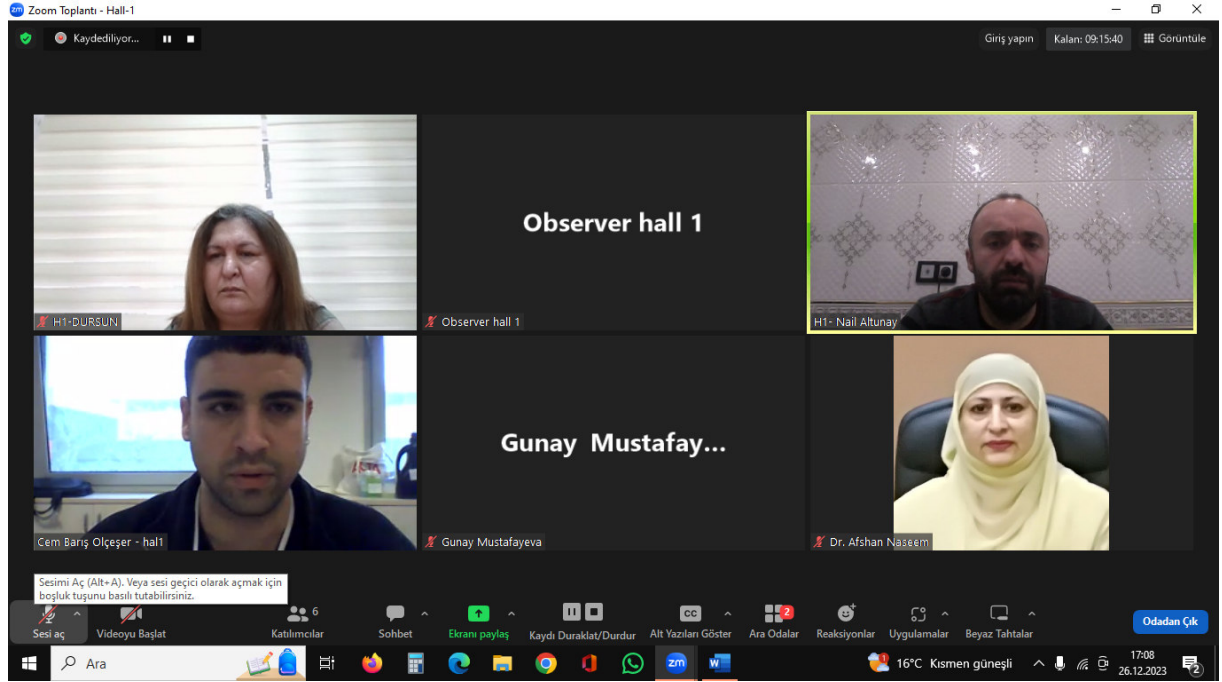 Zoom Toplantı - Hall-1
Kaydediliyor...
Giriş yapın
Kalan: 09:15:40
Görüntüle
H1-DURSUN
Observer hall 1
Observer hall 1
H1- Nail Altunay
Cem Barış Olçeşer - hal1
Gunay Mustafay...
Gunay Mustafayeva
Dr. Afshan Naseem
Sesimi Aç (Alt+A). Veya sesi geçici olarak açmak için
boşluk tuşunu basılı tutabilirsiniz.
Sesi aç
Videoyu Başlat
6
Katılımcılar
Sohbet
Ekranı paylaş
Kaydı Duraklat/Durdur
CC
Alt Yazıları Göster
2
Ara Odalar
Reaksiyonlar
Uygulamalar
Beyaz Tahtalar
Odadan Çık
Ara
zm
W
16°C Kısmen güneşli
17:08
26.12.2023
2